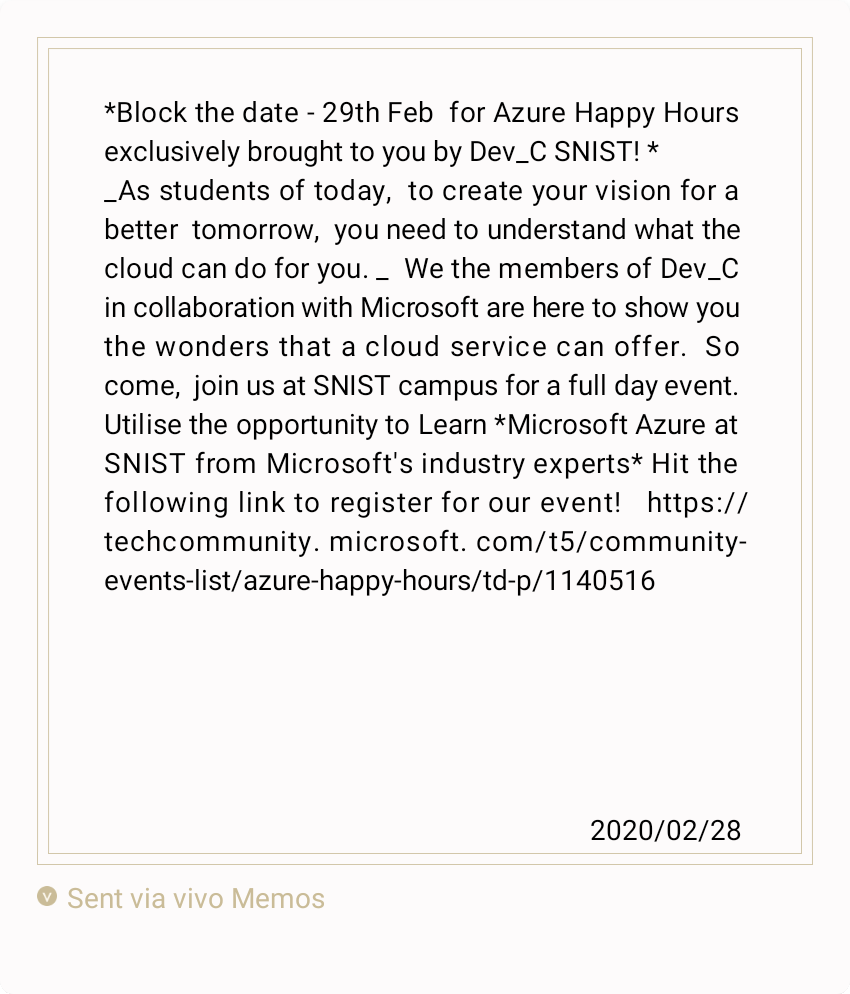 *Block the date - 29th Feb  for Azure Happy Hours
exclusively brought to you by Dev_C SNIST! *
_As students of today,  to create your vision for a
better  tomorrow,  you need to understand what the
cloud can do for you. _  We the members of Dev_C
in collaboration with Microsoft are here to show you
the wonders that a cloud service can offer.  So
come,  join us at SNIST campus for a full day event.
Utilise the opportunity to Learn *Microsoft Azure at
SNIST from Microsoft's industry experts* Hit the
following link to register for our event!   https://
techcommunity. microsoft. com/t5/community-
events-list/azure-happy-hours/td-p/1140516
2020/02/28
V Sent via vivo Memos